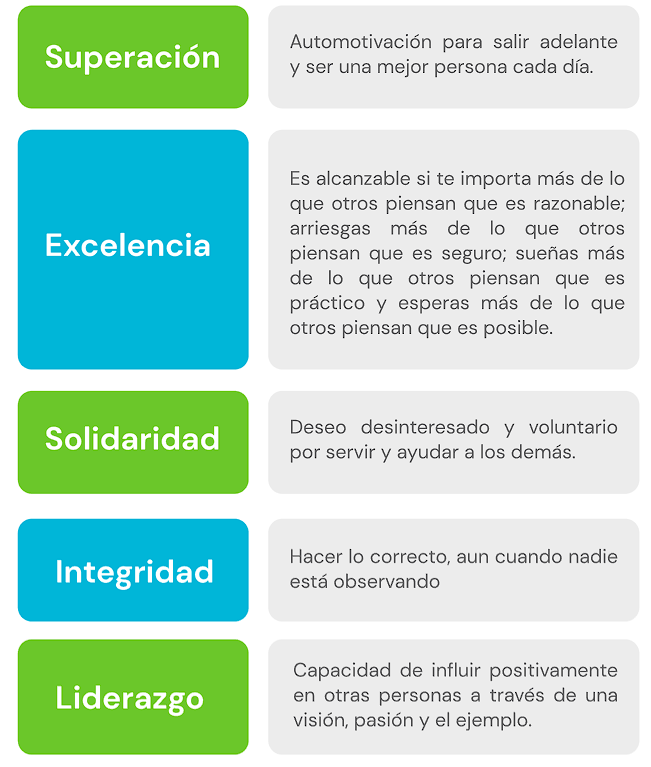 Superación
Automotivación para salir adelante
y ser una mejor persona cada día.
Excelencia
Es alcanzable si te importa más de lo
que otros piensan que es razonable;
arriesgas más de lo que otros
piensan que es seguro; sueñas más
de lo que otros piensan que es
práctico y esperas más de lo que
otros piensan que es posible.
Solidaridad
Deseo desinteresado y voluntario
por servir y ayudar a los demás.
Integridad
Hacer lo correcto, aun cuando nadie
está observando
Liderazgo
Capacidad de influir positivamente
en otras personas a través de una
visión, pasión y el ejemplo.